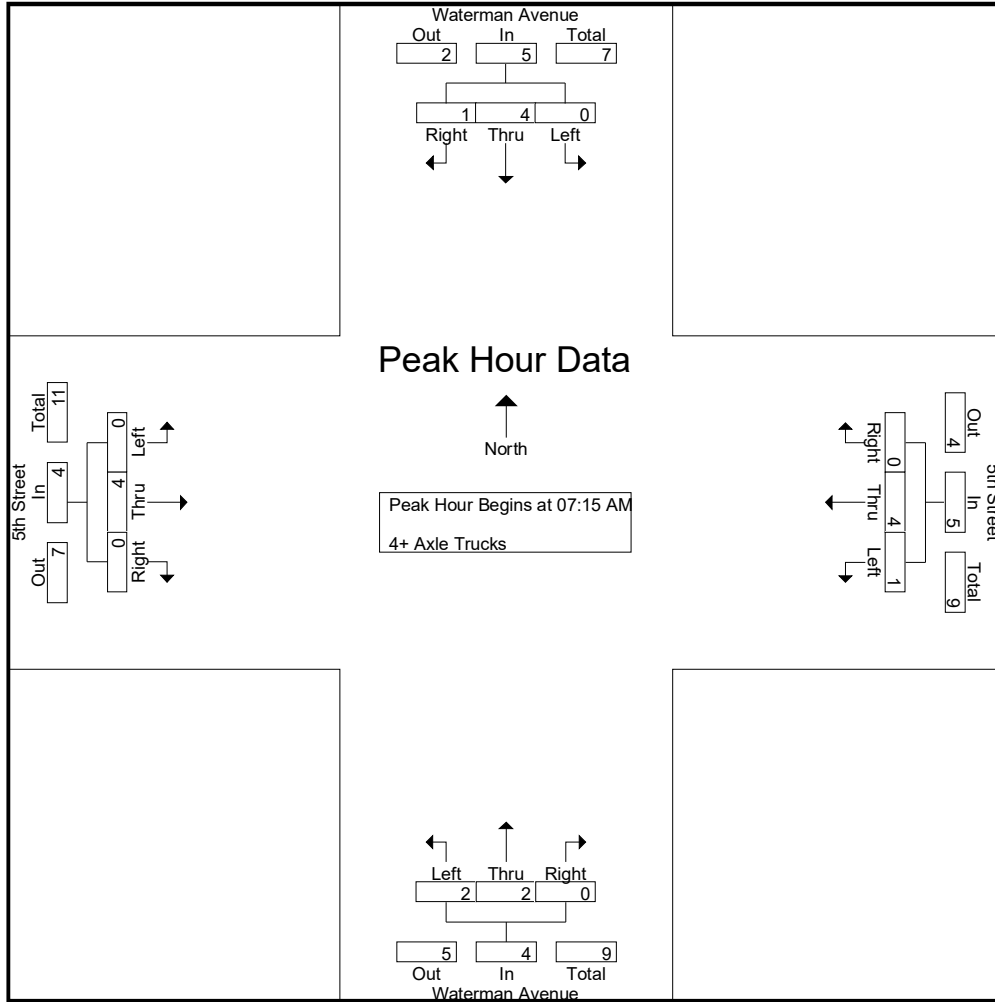 Waterman Avenue
Out In Total
2 5 7
1 4 0
Right Thru Left
Peak Hour Data
North
Peak Hour Begins at 07:15 AM
4+ Axle Trucks
5th Street
Total In Out
11 4 7
0 4 0
Left Thru Right
Right Thru Left
0 4 1
Out In Total
4 5 9
5th Street
Left Thru Right
2 2 0
5 4 9
Out In Total
Waterman Avenue